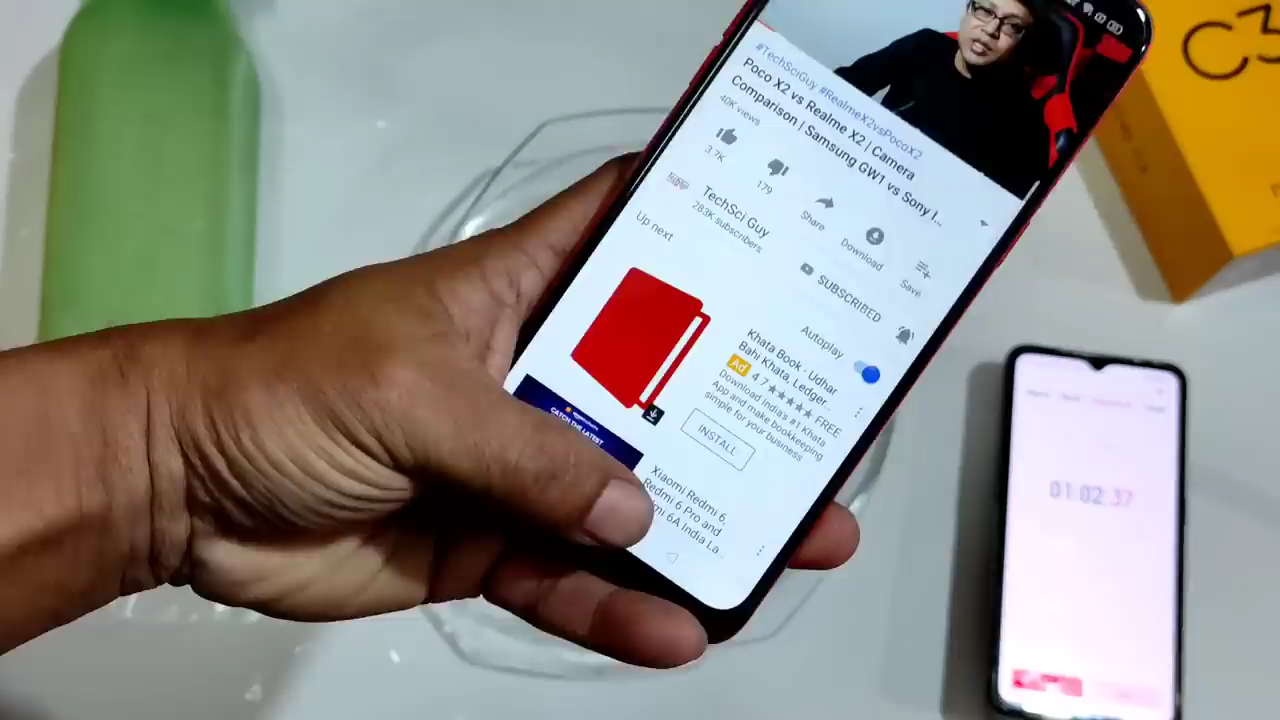 C3
#TechSciGuy #RealmeX2vsPocoX2
Poco X2 vs Realme X2 | Camera
Comparison | Samsung GW1 vs Sony I...
40K views
3.7K
179
Share
Download
Save
TechSci Guy
283K subscribers
SUBSCRIBED
Up next
Autoplay
Khata Book - Udhar
Bahi Khata, Ledger..
Ad 4.7★★★★★ FREE
Download India's #1 Khata
App and make bookkeeping
simple for your business
INSTALL
CATCH THE LATEST
Xiaomi Redmi 6,
Redmi 6 Pro and
6A India La..
01:02.37